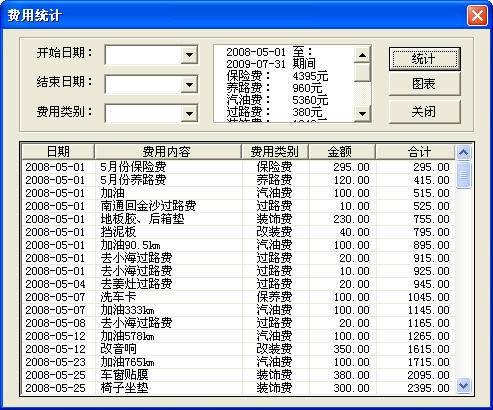 费用统计
开始日期：
结束日期：
费用类别：
2008-05-01 至：
2009-07-31 期间
保险费： 4395元
养路费： 960元
汽油费： 5360元
过路费： 380元
统计
图表
关闭
日期 费用内容 费用类别 金额 合计
2008-05-01 5月份保险费 保险费 295.00 295.00
2008-05-01 5月份养路费 养路费 120.00 415.00
2008-05-01 加油 汽油费 100.00 515.00
2008-05-01 南通回金沙过路费 过路费 10.00 525.00
2008-05-01 地板胶、后箱垫 装饰费 230.00 755.00
2008-05-01 挡泥板 改装费 40.00 795.00
2008-05-01 加油90.5km 汽油费 100.00 895.00
2008-05-01 去小海过路费 过路费 20.00 915.00
2008-05-01 去小海过路费 过路费 10.00 925.00
2008-05-04 去姜灶过路费 过路费 20.00 945.00
2008-05-07 洗车卡 保养费 100.00 1045.00
2008-05-07 加油333km 汽油费 100.00 1145.00
2008-05-08 去小海过路费 过路费 20.00 1165.00
2008-05-12 加油578km 汽油费 100.00 1265.00
2008-05-12 改音响 改装费 350.00 1615.00
2008-05-23 加油765km 汽油费 100.00 1715.00
2008-05-25 车窗贴膜 装饰费 380.00 2095.00
2008-05-25 椅子坐垫 装饰费 300.00 2395.00